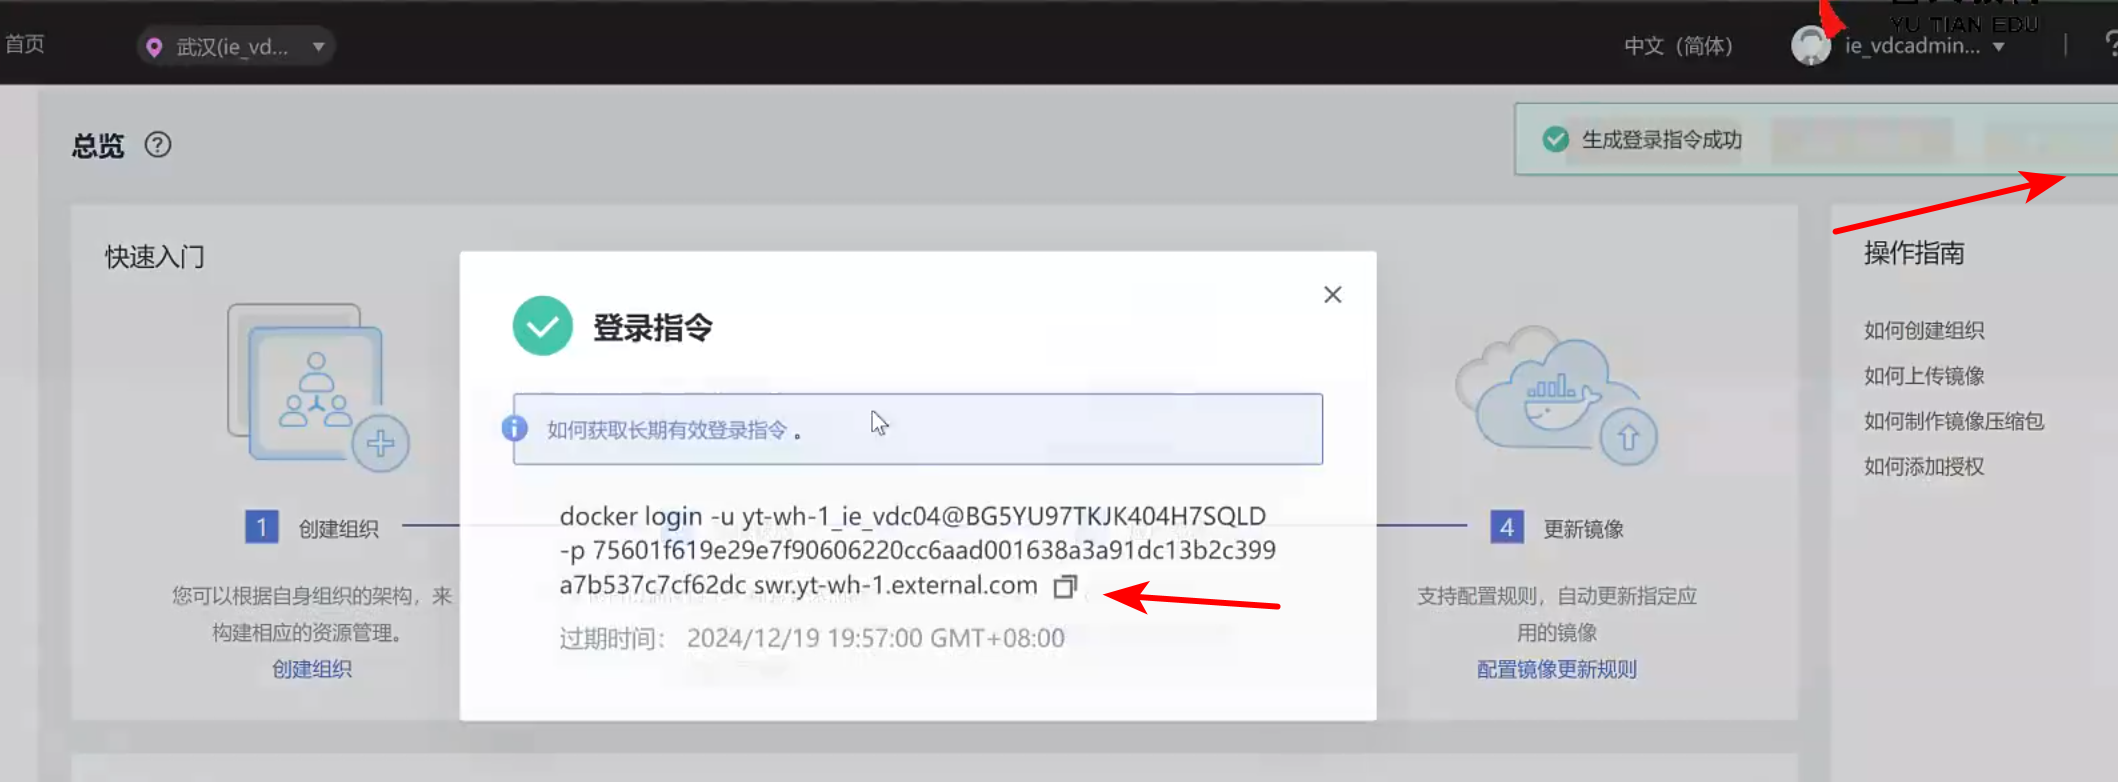 YU TIAN EDU
首页
武汉(ie_vd...
中文（简体）
ie_vdcadmin...
总览
生成登录指令成功
快速入门
操作指南
登录指令
如何创建组织
如何上传镜像
如何获取长期有效登录指令 。
如何制作镜像压缩包
如何添加授权
docker login -u yt-wh-1_ie_vdc04@BG5YU97TKJK404H7SQLD
-p 75601f619e29e7f90606220cc6aad001638a3a91dc13b2c399
a7b537c7cf62dc swr.yt-wh-1.external.com
过期时间： 2024/12/19 19:57:00 GMT+08:00
1 创建组织
您可以根据自身组织的架构，来
构建相应的资源管理。
创建组织
4 更新镜像
支持配置规则，自动更新指定应
用的镜像
配置镜像更新规则